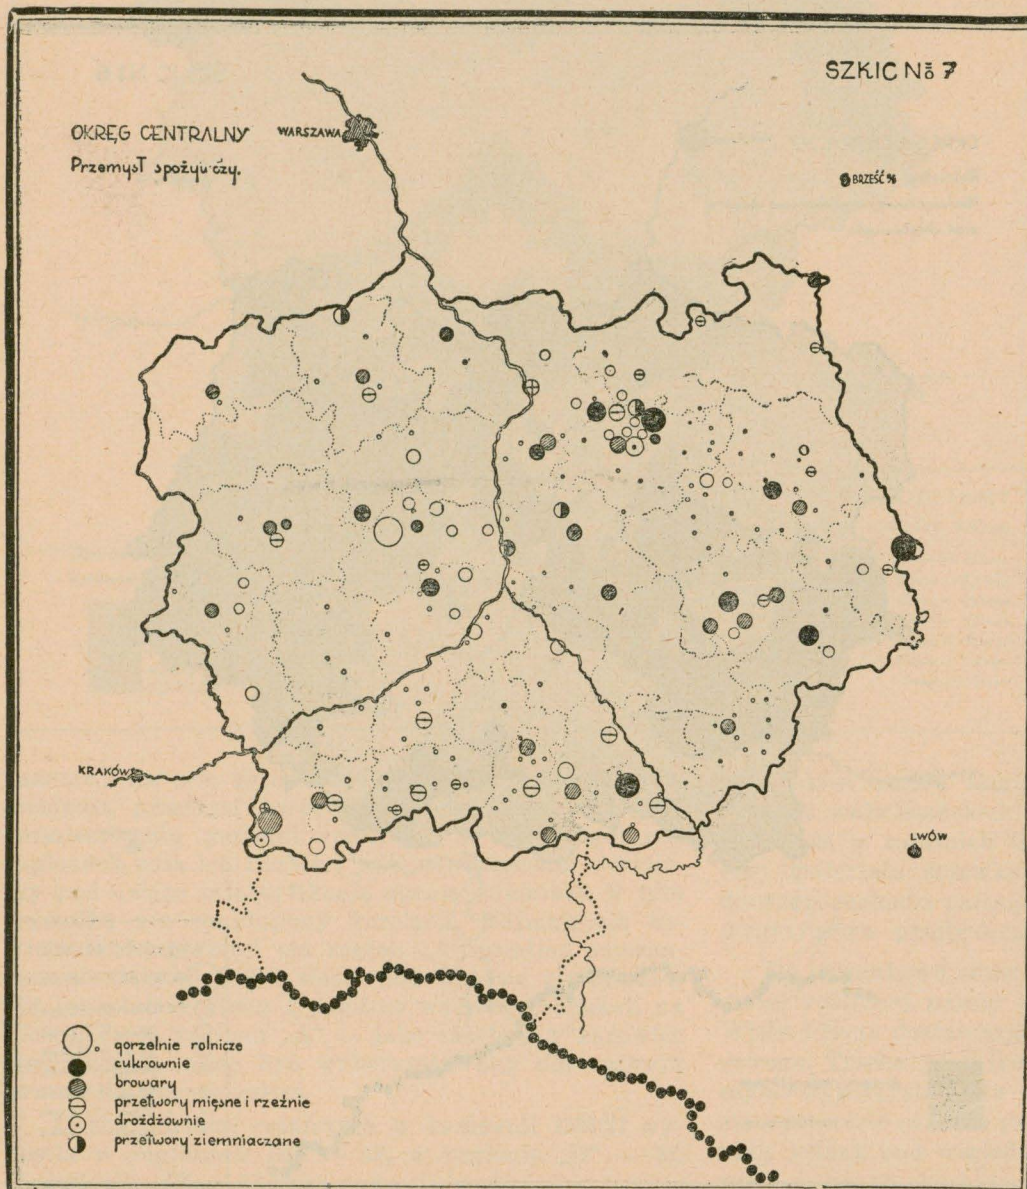 SZKIC No 7
OKRĘG CENTRALNY
Przemysł spożywczy.
WARSZAWA
BRZEŚĆ %
KRAKÓW
LWÓW
gorzelnie rolnicze
cukrownie
browary
przetwory mięsne i rzeźnie
drożdżownie
przetwory ziemniaczane